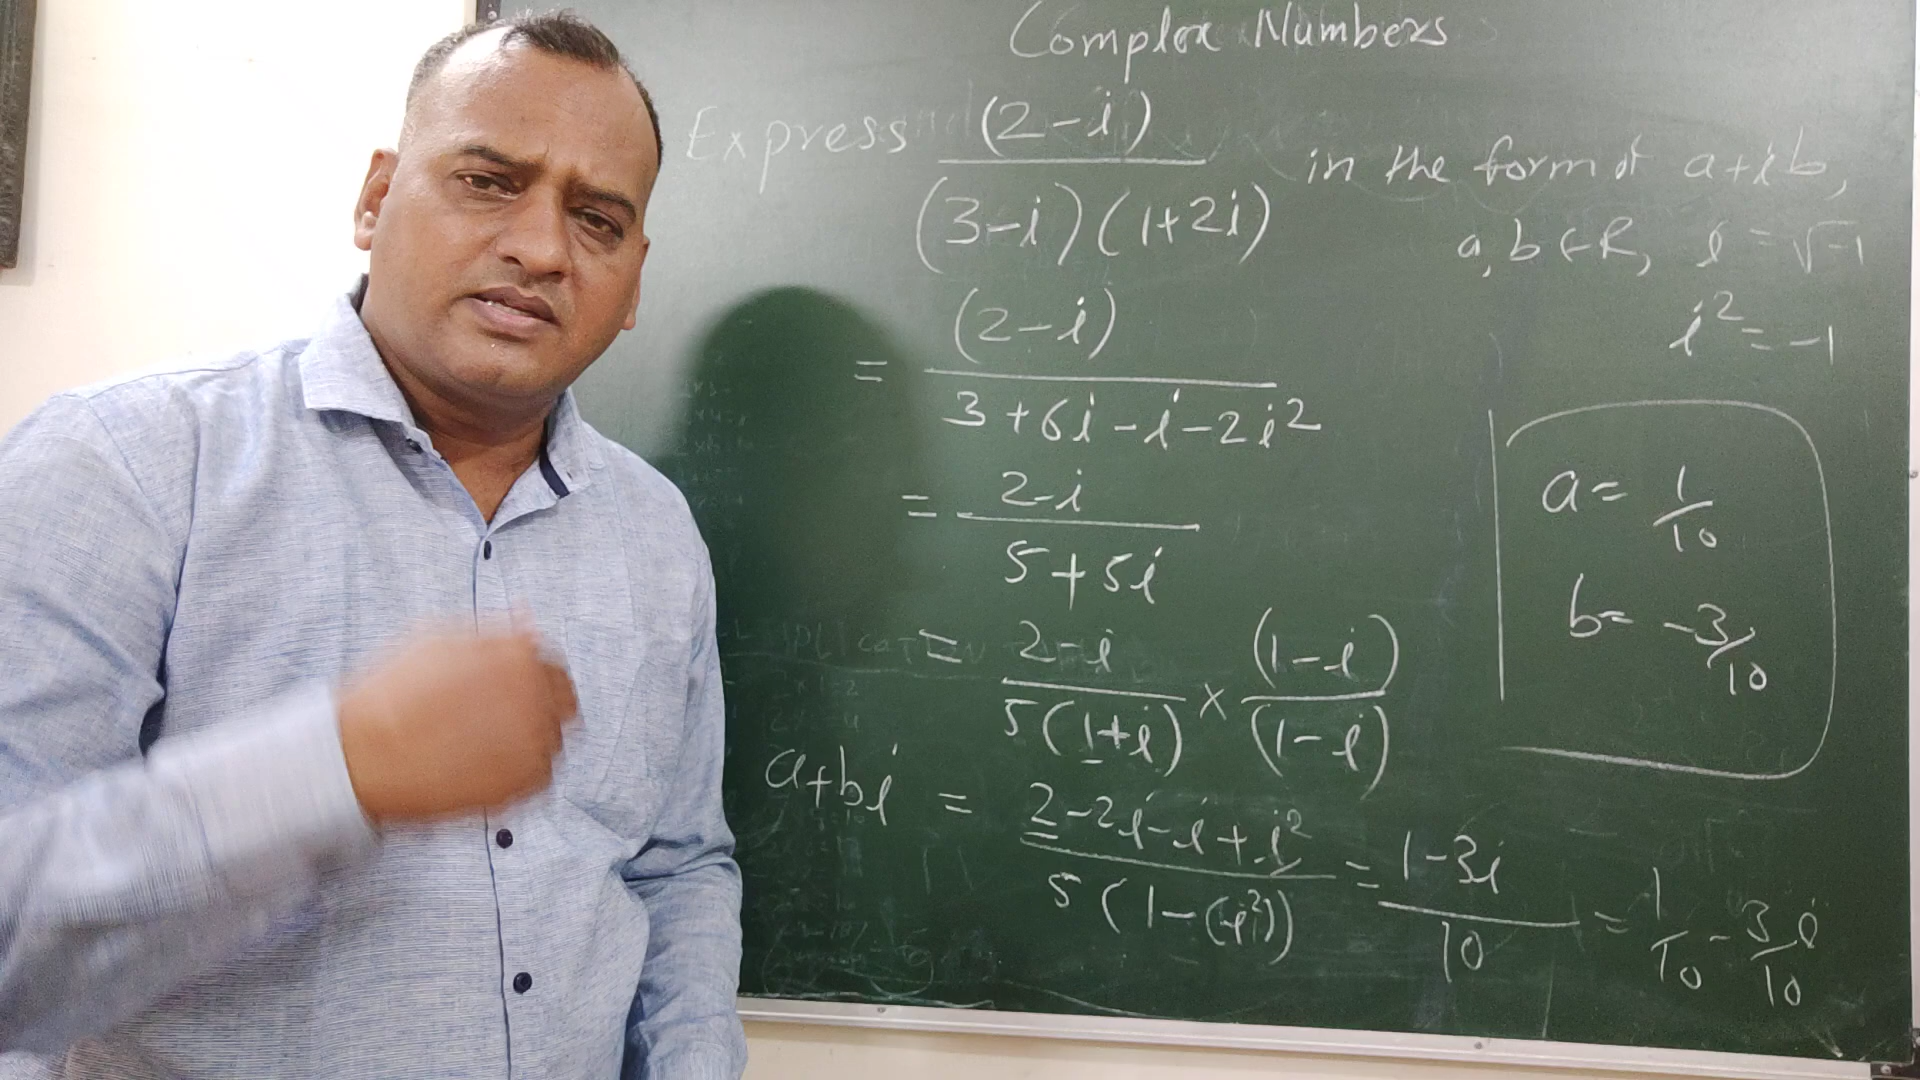 Complex Numbers
Express (2-i) / (3-i)(1+2i) in the form of a+ib,
a, b ∈ R, i = √-1
i² = -1
= (2-i) / 3+6i-i-2i²
= 2-i / 5+5i
= 2-i / 5(1+i) × (1-i) / (1-i)
a+bi = 2-2i-i+i² / 5(1-(i²)) = 1-3i / 10 = 1/10 - 3/10 i
a = 1/10
b = -3/10